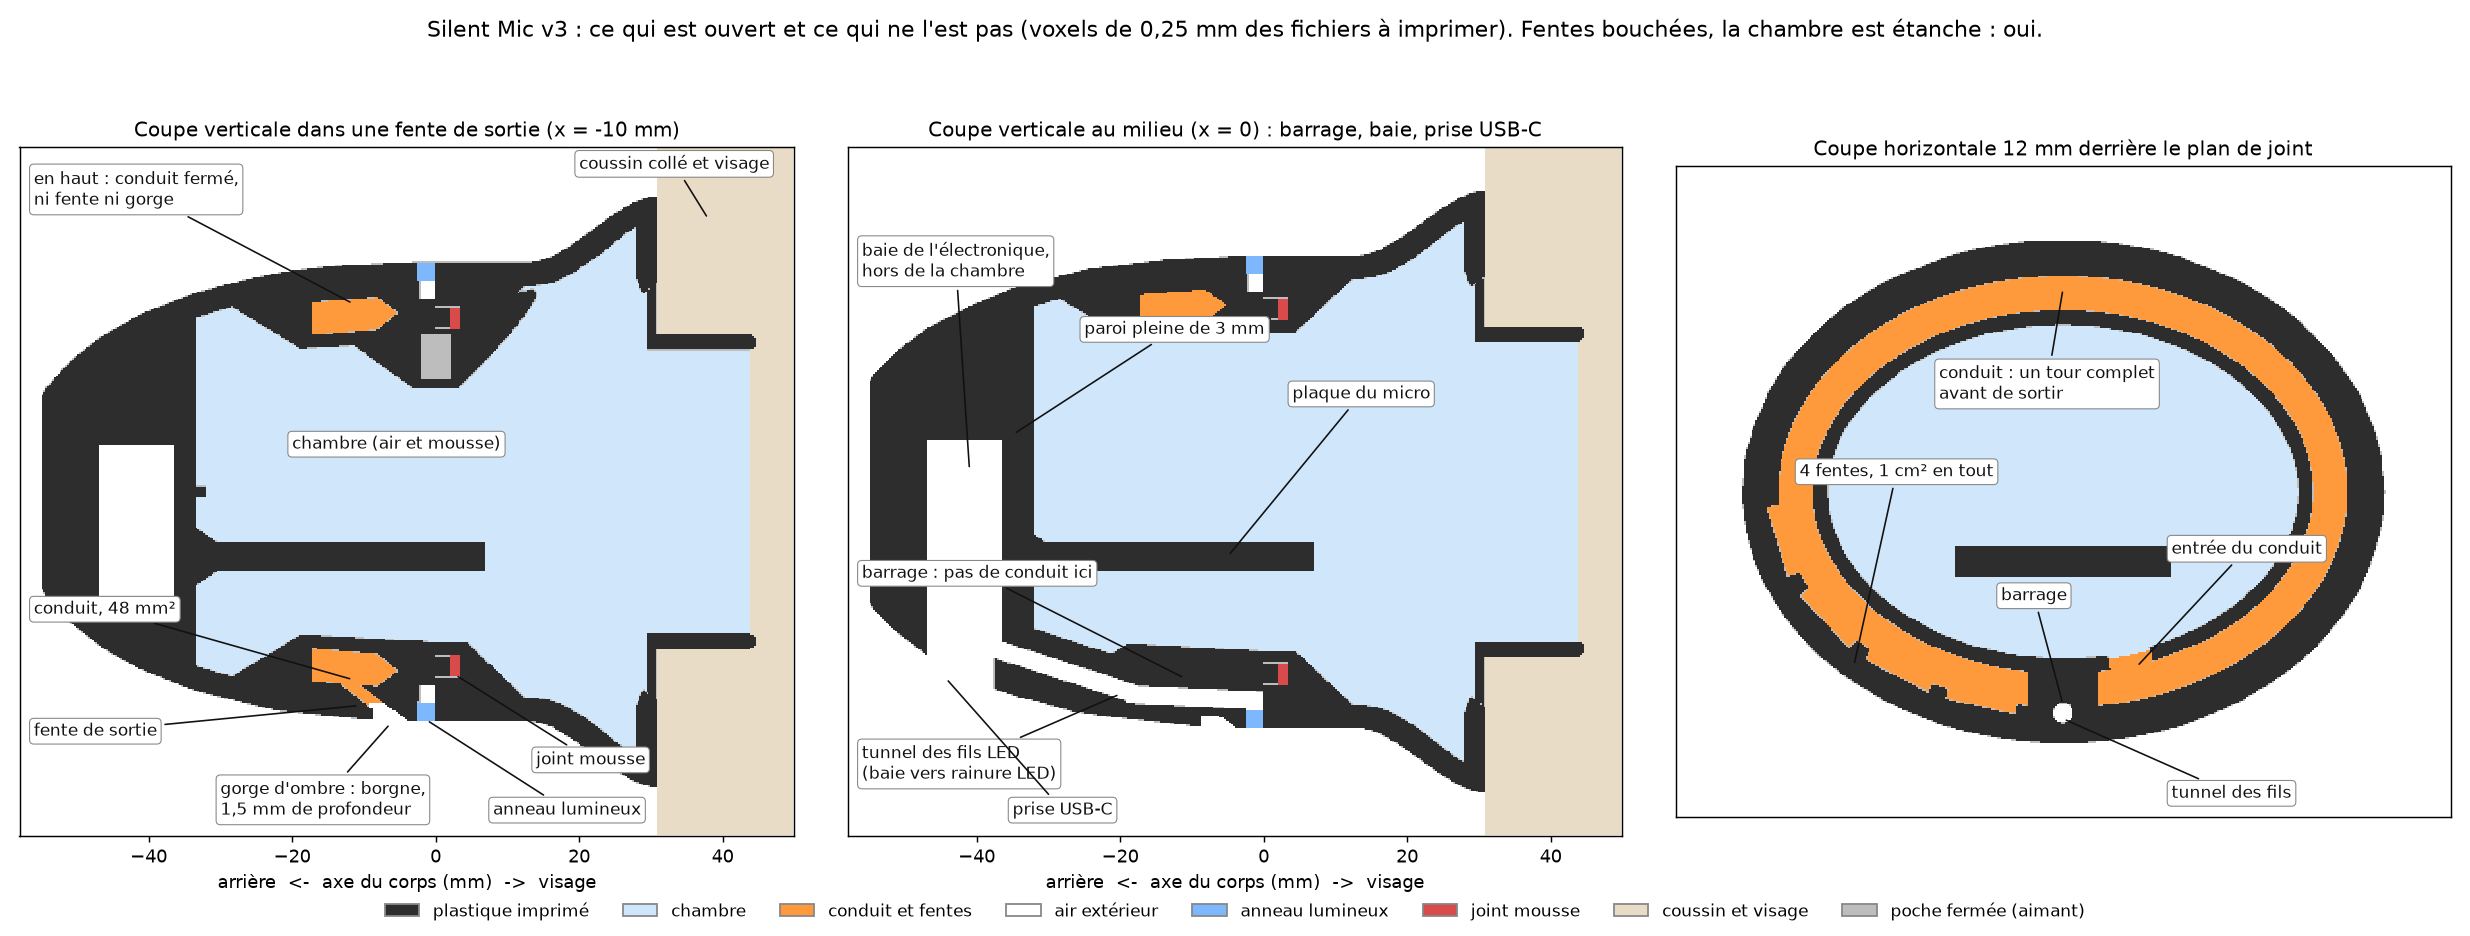 Silent Mic v3 : ce qui est ouvert et ce qui ne l'est pas (voxels de 0,25 mm des fichiers à imprimer). Fentes bouchées, la chambre est étanche : oui.
Coupe verticale dans une fente de sortie (x = -10 mm)
en haut : conduit fermé,
ni fente ni gorge
coussin collé et visage
chambre (air et mousse)
conduit, 48 mm²
fente de sortie
gorge d'ombre : borgne,
1,5 mm de profondeur
joint mousse
anneau lumineux
−40 −20 0 20 40
arrière <- axe du corps (mm) -> visage
Coupe verticale au milieu (x = 0) : barrage, baie, prise USB-C
baie de l'électronique,
hors de la chambre
paroi pleine de 3 mm
plaque du micro
barrage : pas de conduit ici
tunnel des fils LED
(baie vers rainure LED)
prise USB-C
−40 −20 0 20 40
arrière <- axe du corps (mm) -> visage
Coupe horizontale 12 mm derrière le plan de joint
conduit : un tour complet
avant de sortir
4 fentes, 1 cm² en tout
entrée du conduit
barrage
tunnel des fils
plastique imprimé
chambre
conduit et fentes
air extérieur
anneau lumineux
joint mousse
coussin et visage
poche fermée (aimant)